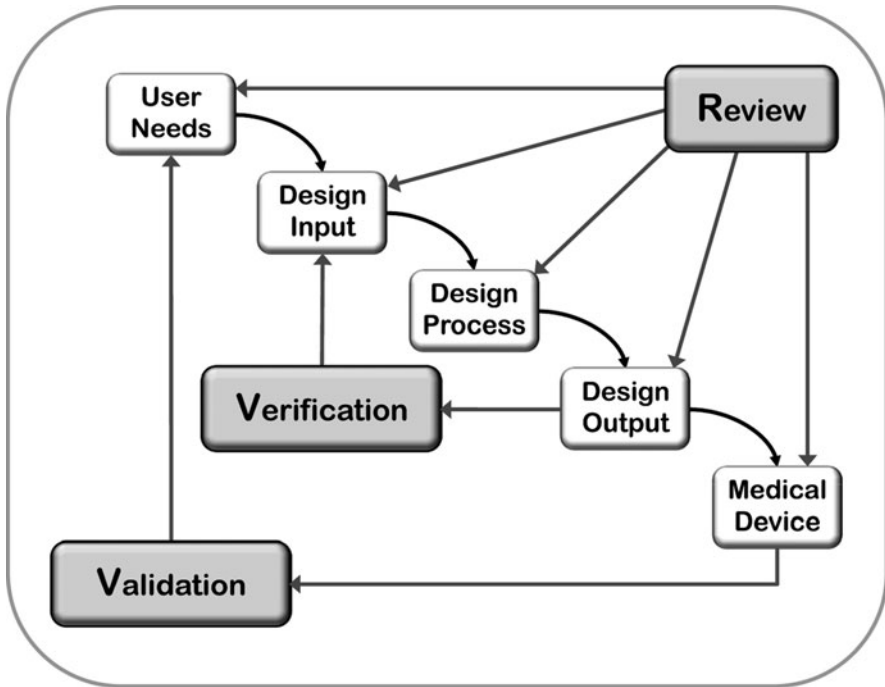 User
Needs
Review
Design
Input
Design
Process
Verification
Design
Output
Medical
Device
Validation